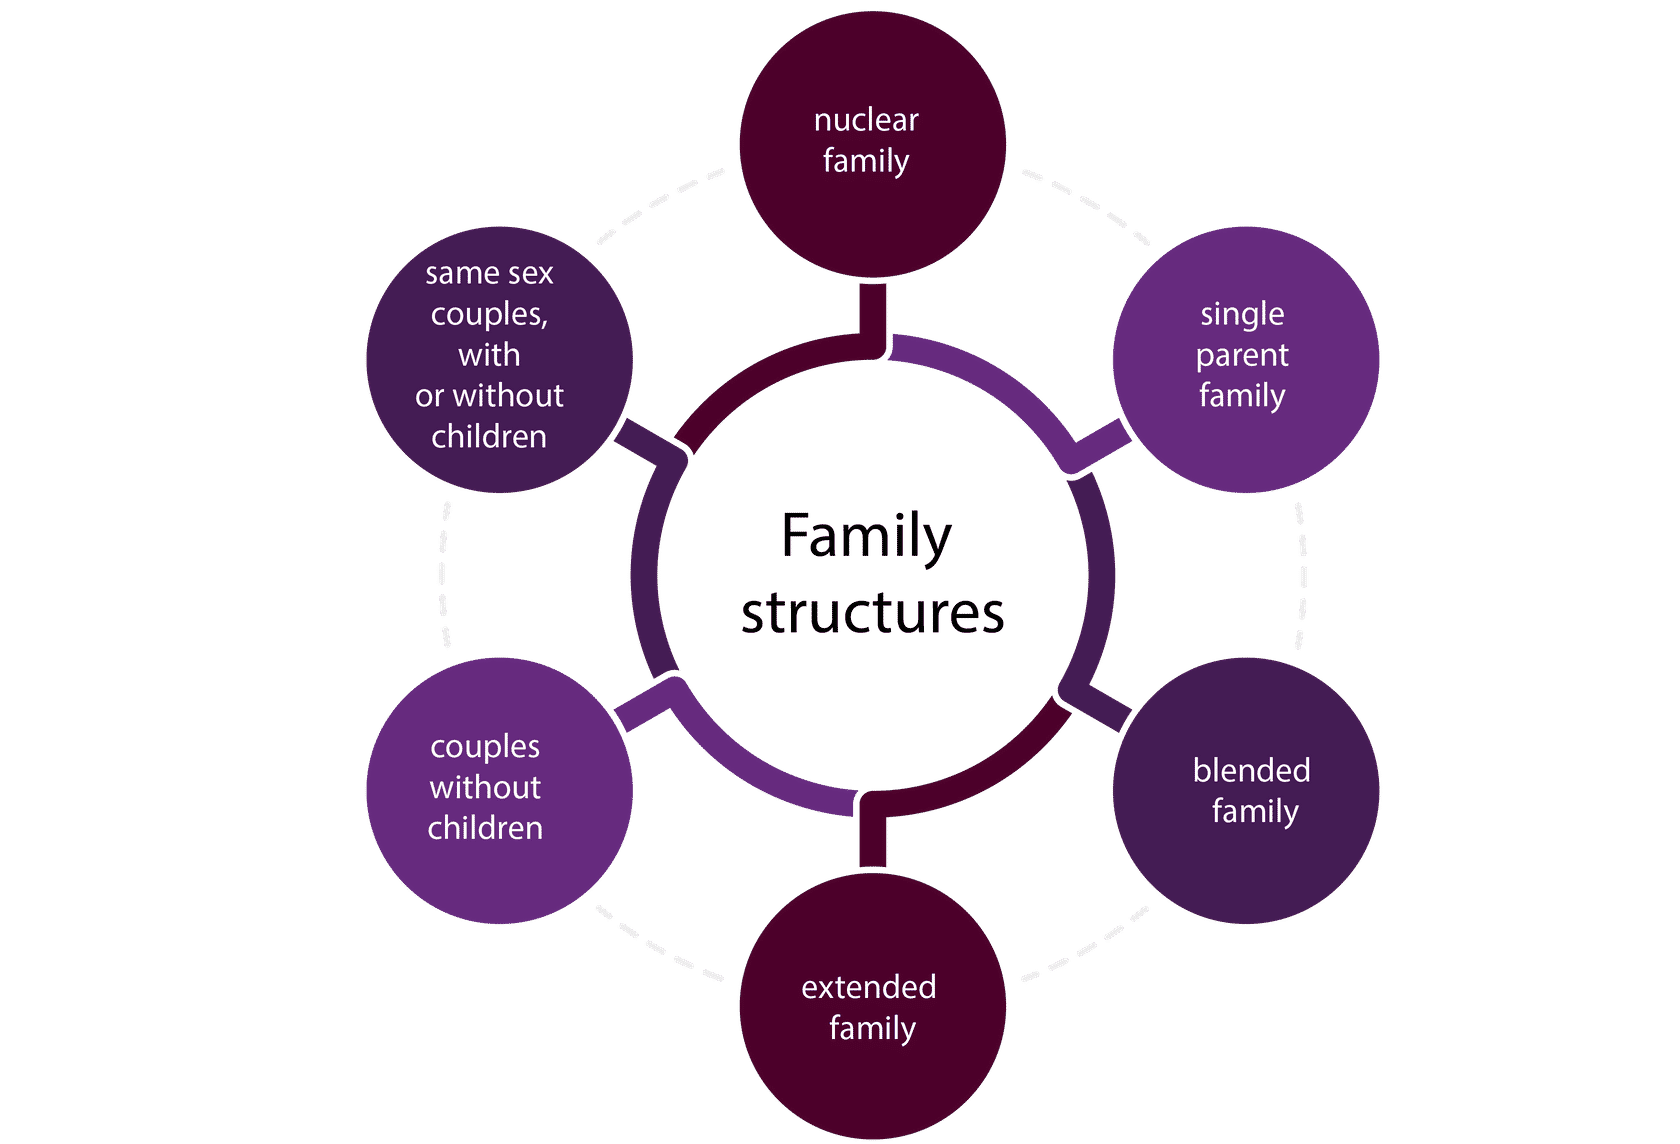 nuclear
family
single
parent
family
blended
family
extended
family
couples
without
children
same sex
couples,
with
or without
children
Family
structures